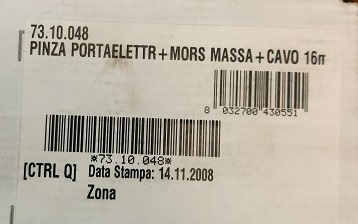 73.10.048
PINZA PORTAELETTR+MORS MASSA+CAVO 16m
8 032700 430551
*73.10.048*
[CTRL Q] Data Stampa: 14.11.2008
Zona